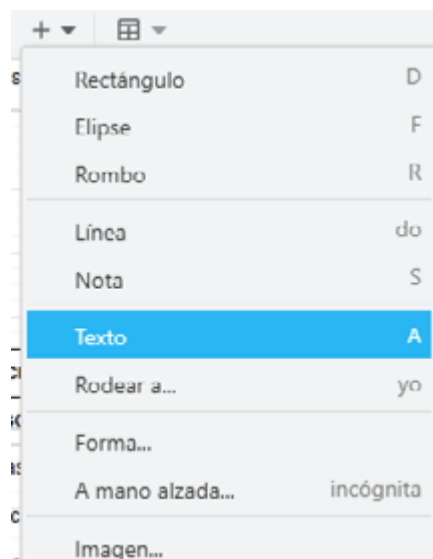 Rectángulo D
Elipse F
Rombo R
Línea do
Nota S
Texto A
Rodear a... yo
Forma...
A mano alzada... incógnita
Imagen...